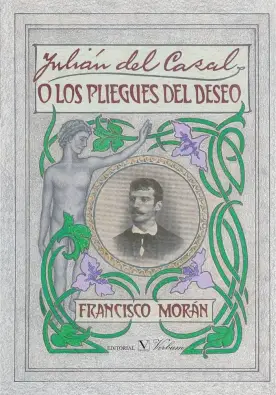 Julián del Casal
O LOS PLIEGUES DEL DESEO
FRANCISCO MORÁN
EDITORIAL V Verbum